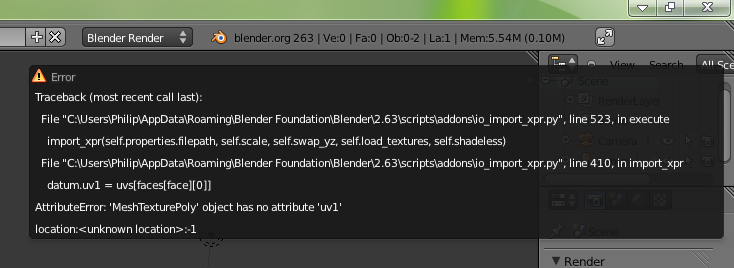 Blender Render
blender.org 263 | Ve:0 | Fa:0 | Ob:0-2 | La:1 | Mem:5.54M (0.10M)
View Search All Sce
Error
Scene
Traceback (most recent call last):
RenderLayer
File "C:\Users\Philip\AppData\Roaming\Blender Foundation\Blender\2.63\scripts\addons\io_import_xpr.py", line 523, in execute
import_xpr(self.properties.filepath, self.scale, self.swap_yz, self.load_textures, self.shadeless)
Camera
File "C:\Users\Philip\AppData\Roaming\Blender Foundation\Blender\2.63\scripts\addons\io_import_xpr.py", line 410, in import_xpr
datum.uv1 = uvs[faces[face][0]]
AttributeError: 'MeshTexturePoly' object has no attribute 'uv1'
location:<unknown location>:-1
Scene
Render